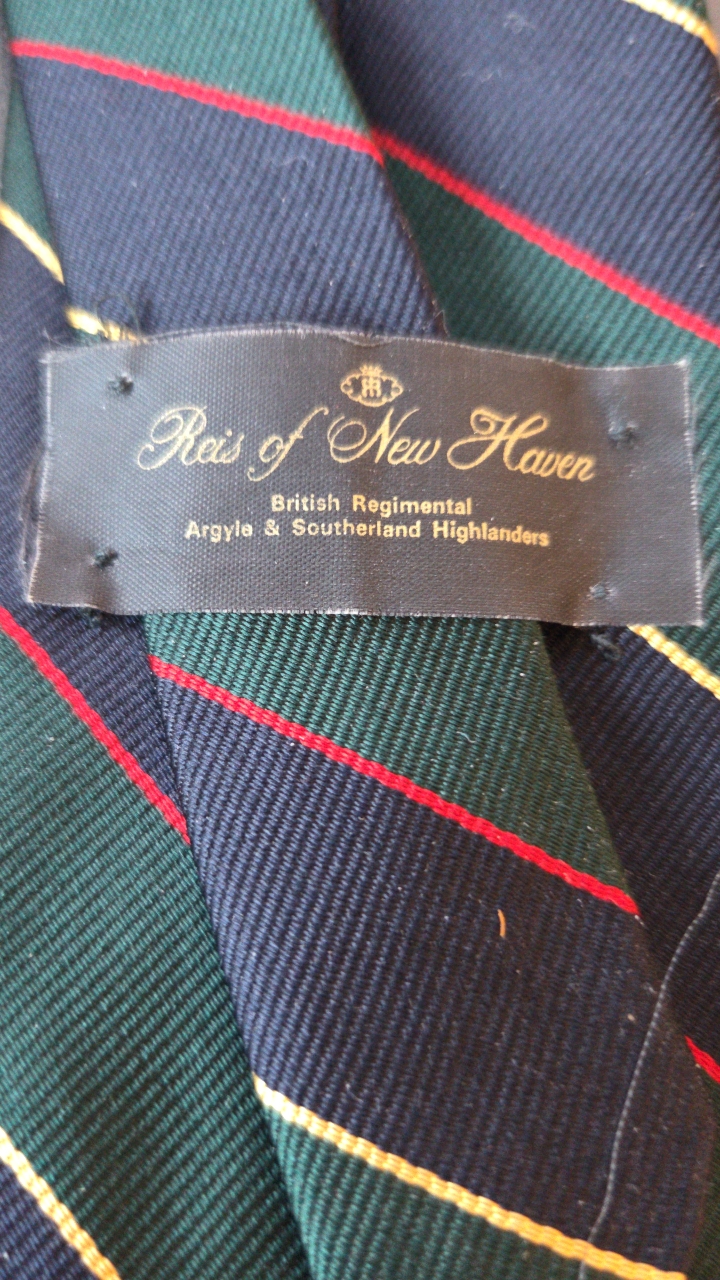 R
Reis of New Haven
British Regimental
Argyle & Southerland Highlanders